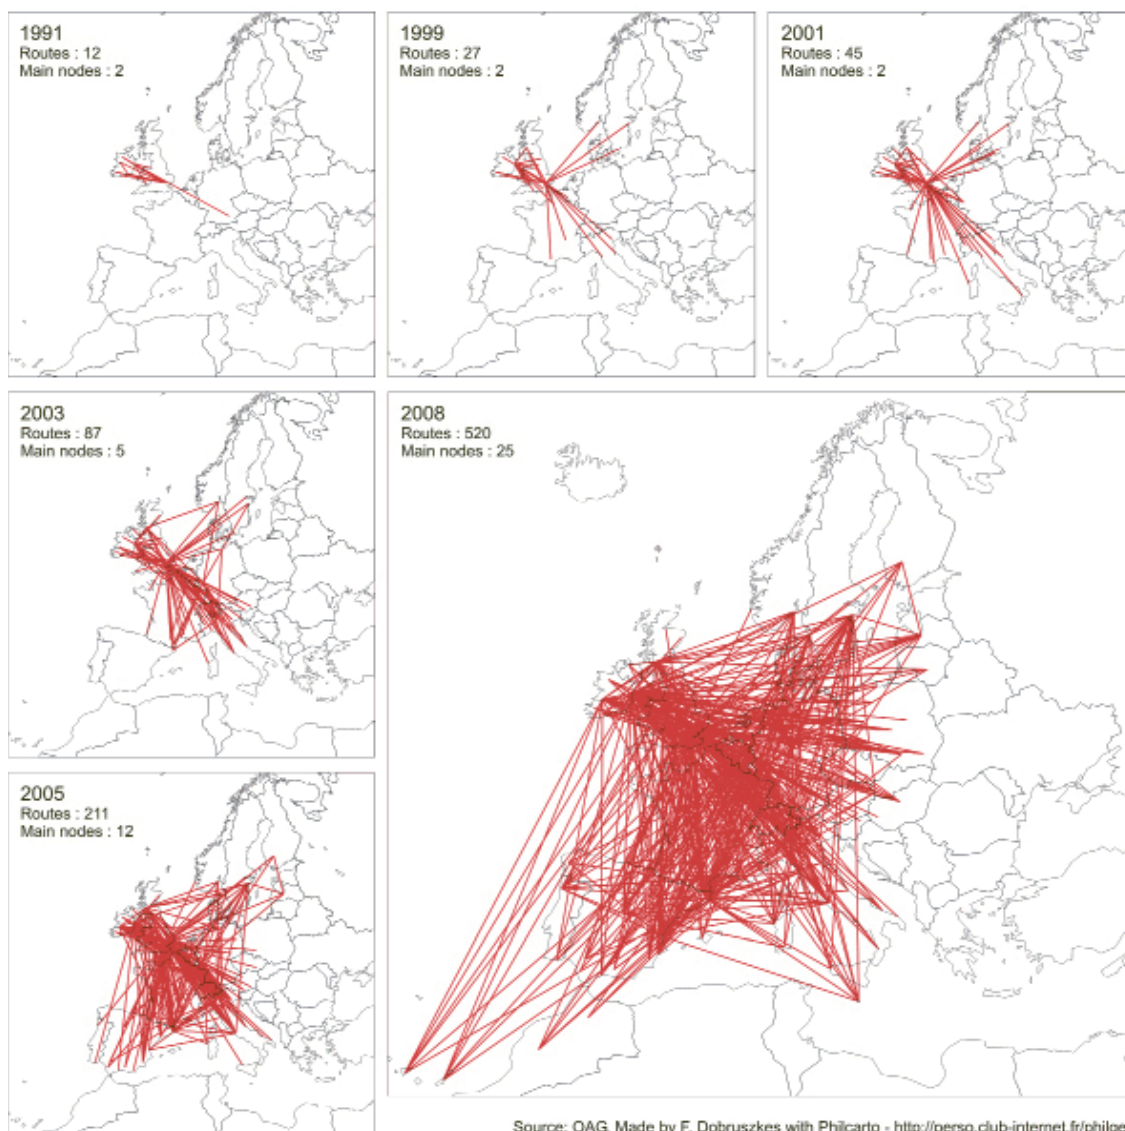 1991
Routes : 12
Main nodes : 2
1999
Routes : 27
Main nodes : 2
2001
Routes : 45
Main nodes : 2
2003
Routes : 87
Main nodes : 5
2008
Routes : 520
Main nodes : 25
2005
Routes : 211
Main nodes : 12
Source: OAG. Made by F. Dobruszkes with Philcarto - http://perso.club-internet.fr/philge